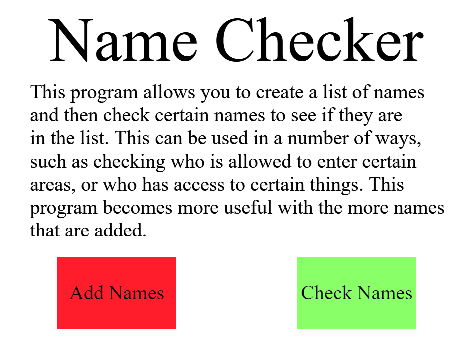 Name Checker
This program allows you to create a list of names
and then check certain names to see if they are
in the list. This can be used in a number of ways,
such as checking who is allowed to enter certain
areas, or who has access to certain things. This
program becomes more useful with the more names
that are added.
Add Names
Check Names